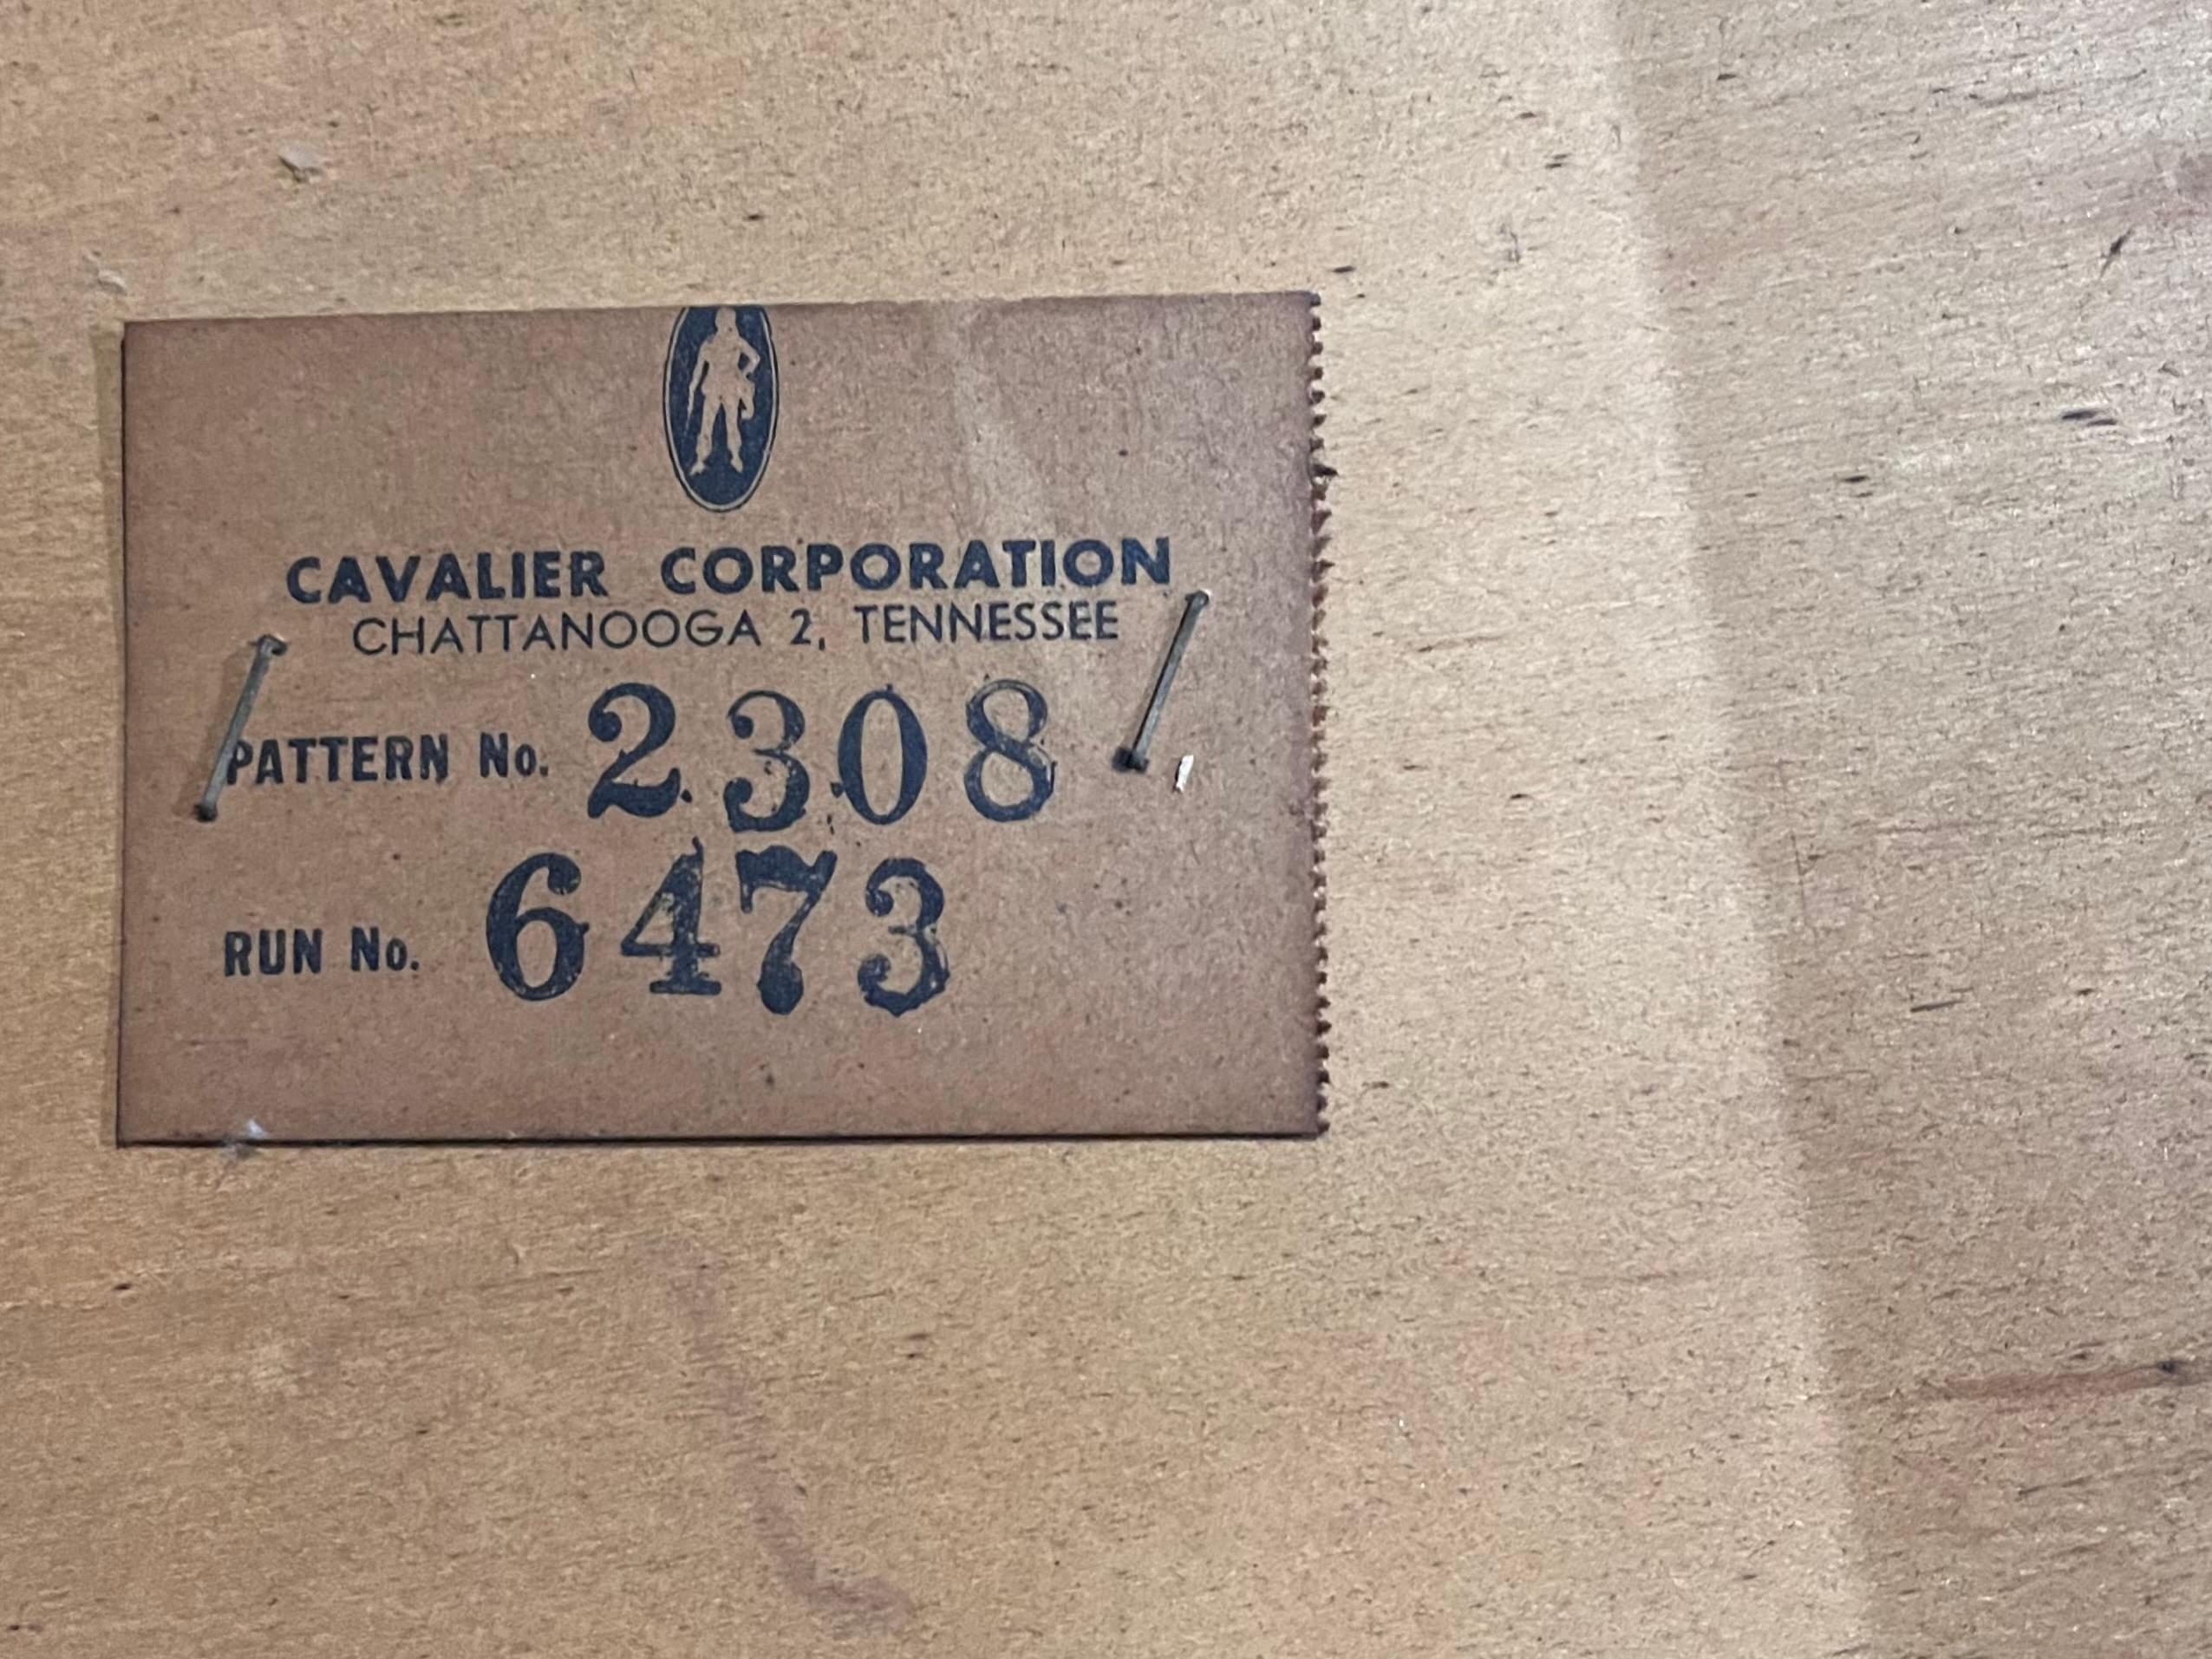 CAVALIER CORPORATION
CHATTANOOGA 2, TENNESSEE
PATTERN No. 2308
RUN No. 6473